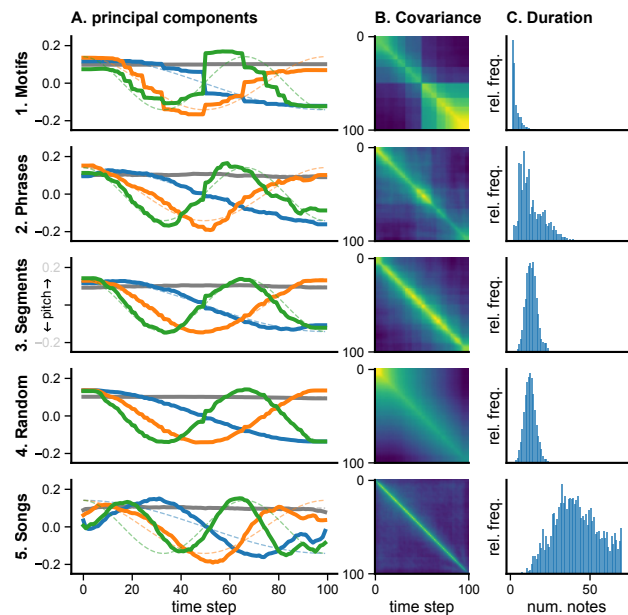 A. principal components
B. Covariance
C. Duration
1. Motifs
0.2
0.0
−0.2
0
100
rel. freq.
2. Phrases
0.2
0.0
−0.2
0
100
rel. freq.
3. Segments
← pitch →
0.2
0.2
0
100
rel. freq.
4. Random
0.2
0.0
−0.2
0
100
rel. freq.
5. Songs
0.2
0.0
−0.2
0
100
rel. freq.
0 20 40 60 80 100
0 100
0 50
time step
time step
num. notes